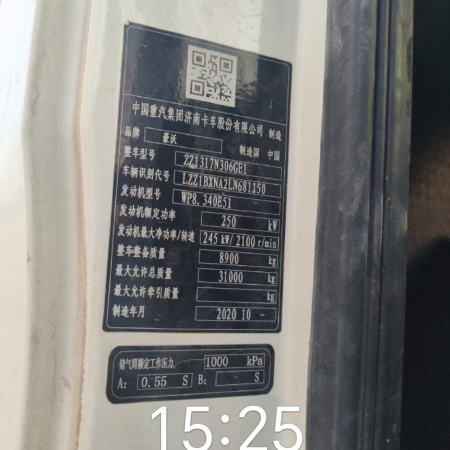 中国重汽集团济南卡车股份有限公司 制造
品牌 豪沃 制造国 中国
整车型号 ZZ1317N306GE1
车辆识别代号 LZZ1BXNA2LN681150
发动机型号 WP8.340E51
发动机额定功率 250 kW
发动机最大净功率/转速 245 kW/ 2100 r/min
整车整备质量 8900 kg
最大允许总质量 31000 kg
最大允许牵引质量 kg
制造年月 2020 10
储气筒额定工作压力 1000 kPa
A: 0.55 S B: S
15:25